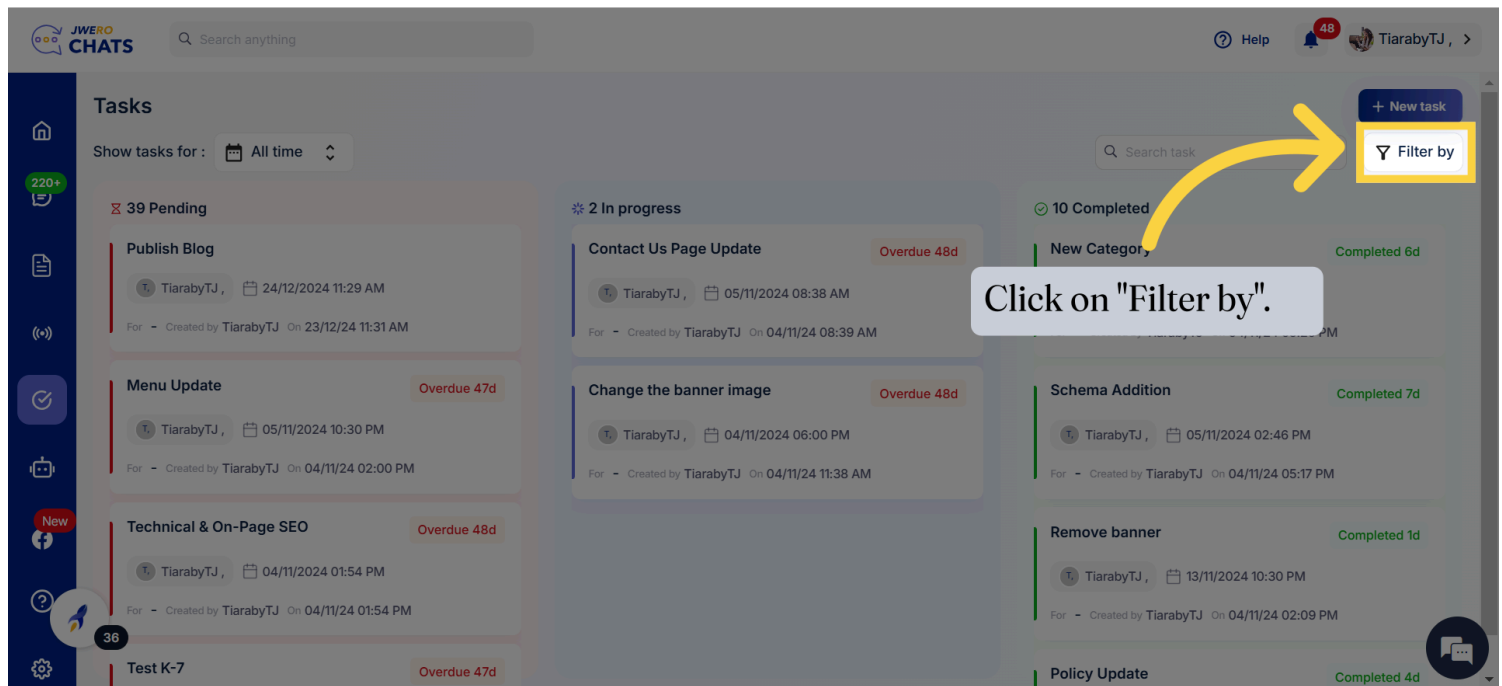 JWERO
CHATS
Search anything
Help
48
TiarabyTJ ,
Tasks
+ New task
Show tasks for :
All time
Search task
Filter by
220+
39 Pending
Publish Blog
T,
TiarabyTJ ,
24/12/2024 11:29 AM
For - Created by TiarabyTJ On 23/12/24 11:31 AM
Menu Update
Overdue 47d
T,
TiarabyTJ ,
05/11/2024 10:30 PM
For - Created by TiarabyTJ On 04/11/24 02:00 PM
Technical & On-Page SEO
Overdue 48d
T,
TiarabyTJ ,
04/11/2024 01:54 PM
For - Created by TiarabyTJ On 04/11/24 01:54 PM
Test K-7
Overdue 47d
2 In progress
Contact Us Page Update
Overdue 48d
T,
TiarabyTJ ,
05/11/2024 08:38 AM
For - Created by TiarabyTJ On 04/11/24 08:39 AM
Change the banner image
Overdue 48d
T,
TiarabyTJ ,
04/11/2024 06:00 PM
For - Created by TiarabyTJ On 04/11/24 11:38 AM
10 Completed
New Category
Completed 6d
Click on "Filter by".
PM
Schema Addition
Completed 7d
T,
TiarabyTJ ,
05/11/2024 02:46 PM
For - Created by TiarabyTJ On 04/11/24 05:17 PM
Remove banner
Completed 1d
T,
TiarabyTJ ,
13/11/2024 10:30 PM
For - Created by TiarabyTJ On 04/11/24 02:09 PM
Policy Update
Completed 4d
New
36